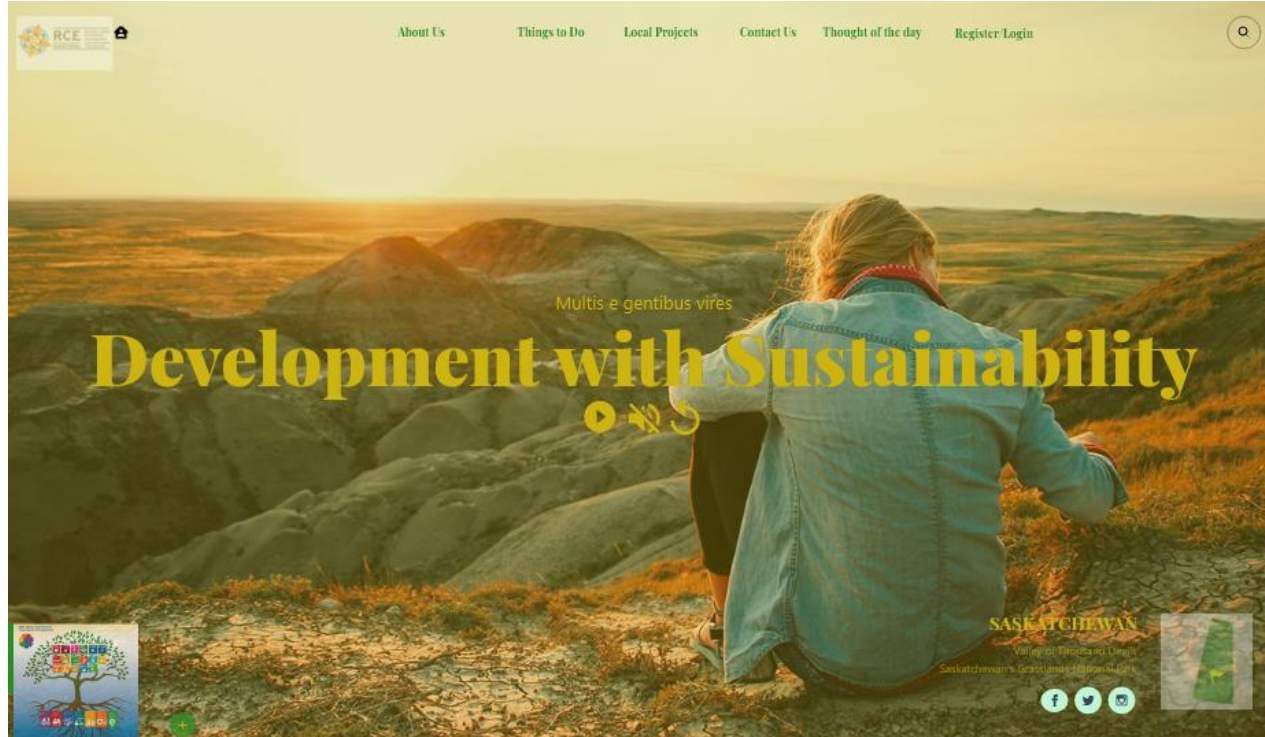 RCE
About Us
Things to Do
Local Projects
Contact Us
Thought of the day
Register/Login
Multis e gentibus vires
Development with Sustainability
SASKATCHEWAN
Valley of Thousand Devils
Saskatchewan's Grasslands National Park